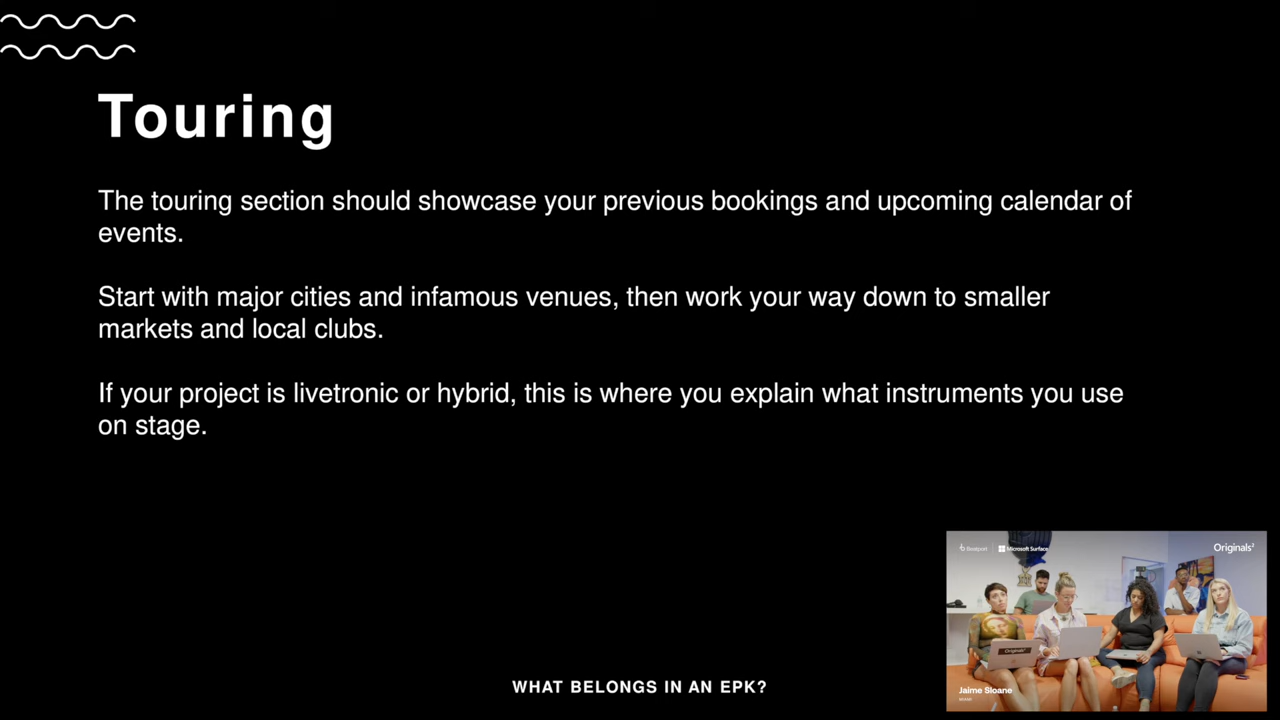 Touring
The touring section should showcase your previous bookings and upcoming calendar of
events.
Start with major cities and infamous venues, then work your way down to smaller
markets and local clubs.
If your project is livetronic or hybrid, this is where you explain what instruments you use
on stage.
Beatport Microsoft Surface
Originals²
Originals²
Jaime Sloane
MIAMI
WHAT BELONGS IN AN EPK?